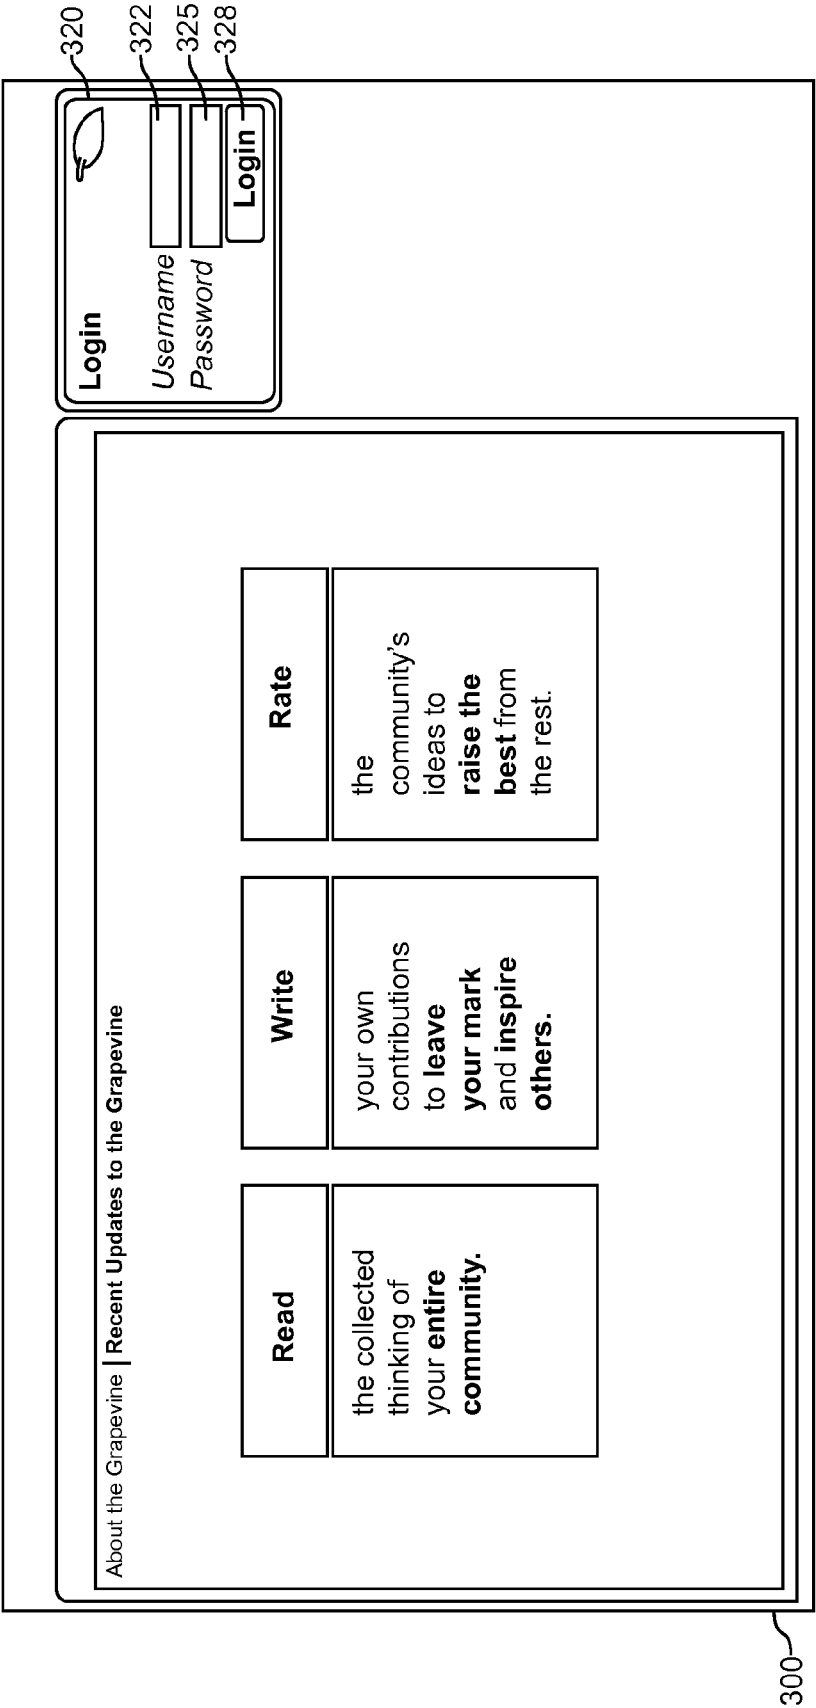 About the Grapevine | Recent Updates to the Grapevine
Read
the collected
thinking of
your entire
community.
Write
your own
contributions
to leave
your mark
and inspire
others.
Rate
the
community's
ideas to
raise the
best from
the rest.
Login
Username
Password
Login
320
322
325
328
300